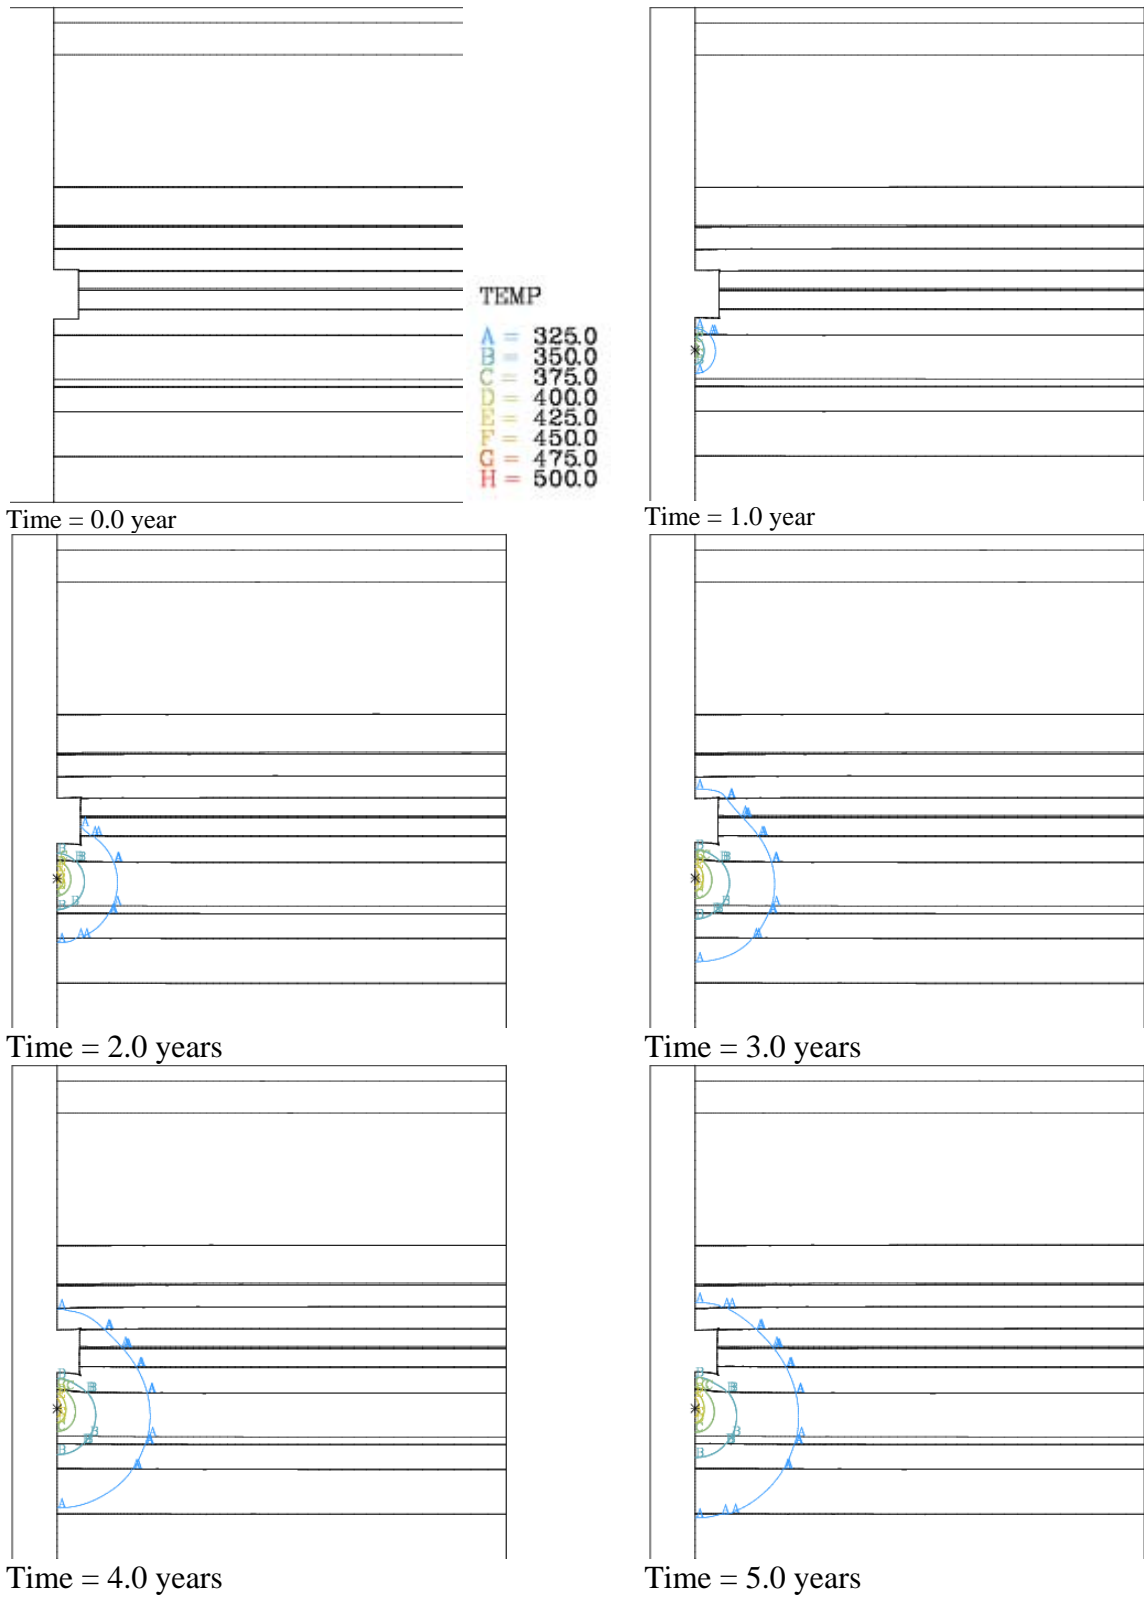 TEMP
A = 325.0
B = 350.0
C = 375.0
D = 400.0
E = 425.0
F = 450.0
G = 475.0
H = 500.0
Time = 0.0 year
Time = 1.0 year
Time = 2.0 years
Time = 3.0 years
Time = 4.0 years
Time = 5.0 years